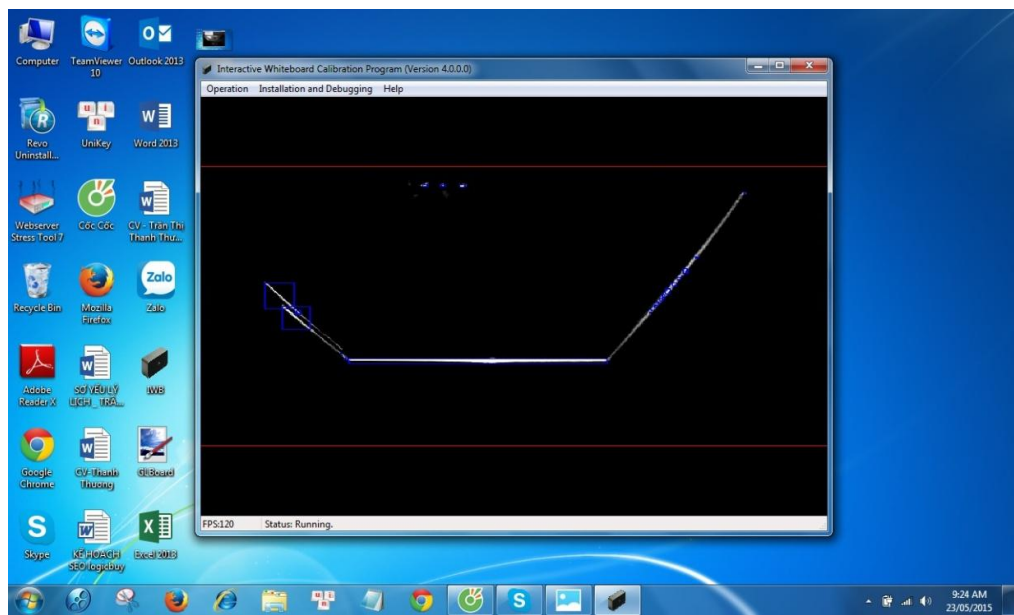 Computer
TeamViewer
10
Outlook 2013
Revo
Uninstall...
UniKey
Word 2013
Webserver
Stress Tool 7
Cốc Cốc
CV - Trần Thi
Thanh Thư...
Recycle Bin
Mozilla
Firefox
Zalo
Zalo
Adobe
Reader X
SƠ YẾU LÝ
LỊCH _ TRẦ...
IWB
Google
Chrome
CV-Thanh
Thuong
GLBoard
Skype
KẾ HOẠCH
SEO logicbuy
Excel 2013
Interactive Whiteboard Calibration Program (Version 4.0.0.0)
Operation Installation and Debugging Help
FPS:120 Status: Running.
9:24 AM
23/05/2015